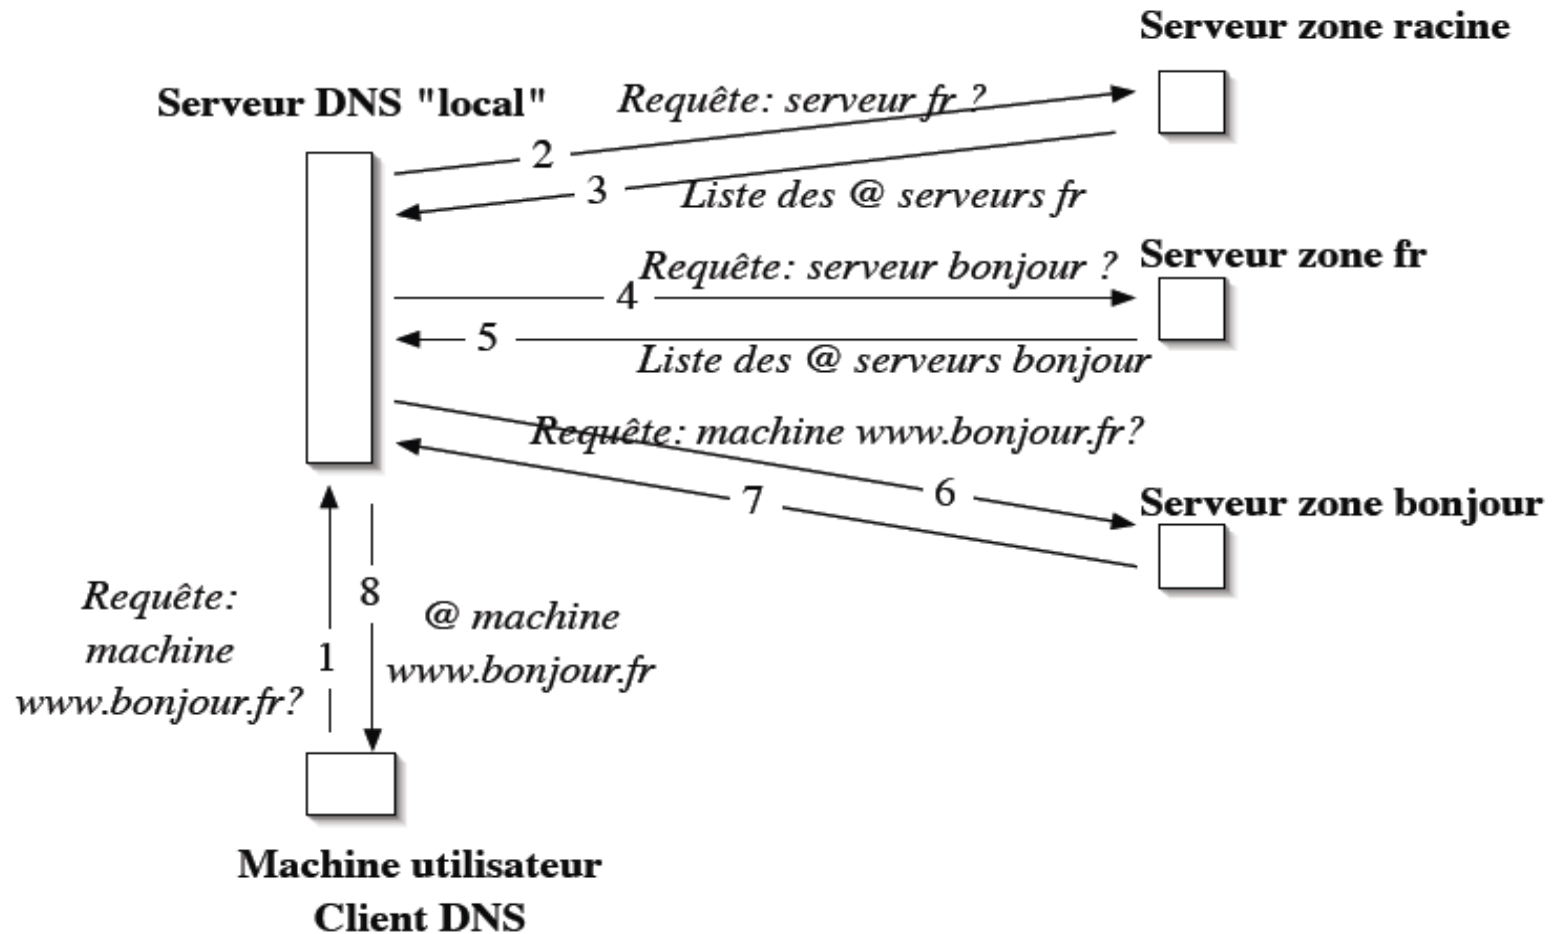 Serveur zone racine
Serveur DNS "local"
Requête: serveur fr ?
2
3
Liste des @ serveurs fr
Serveur zone fr
Requête: serveur bonjour ?
4
5
Liste des @ serveurs bonjour
Requête: machine www.bonjour.fr?
6
7
Serveur zone bonjour
Requête:
machine
www.bonjour.fr?
1
8
@ machine
www.bonjour.fr
Machine utilisateur
Client DNS